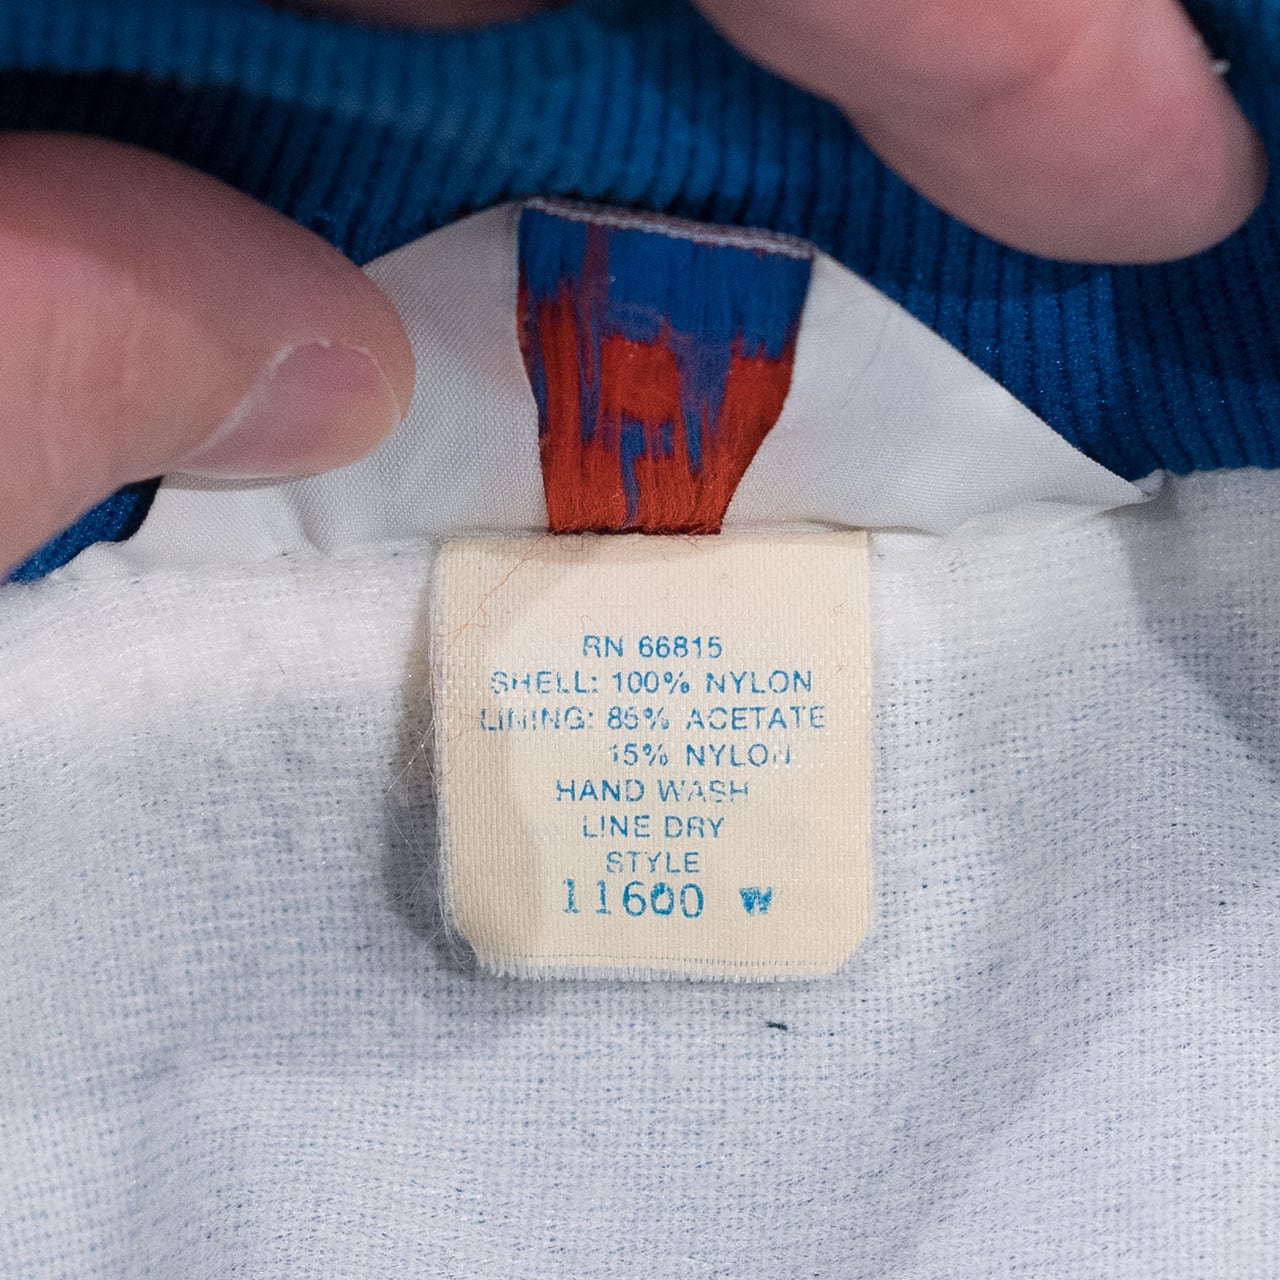 RN 66815
SHELL: 100% NYLON
LINING: 85% ACETATE
15% NYLON
HAND WASH
LINE DRY
STYLE
11600 W